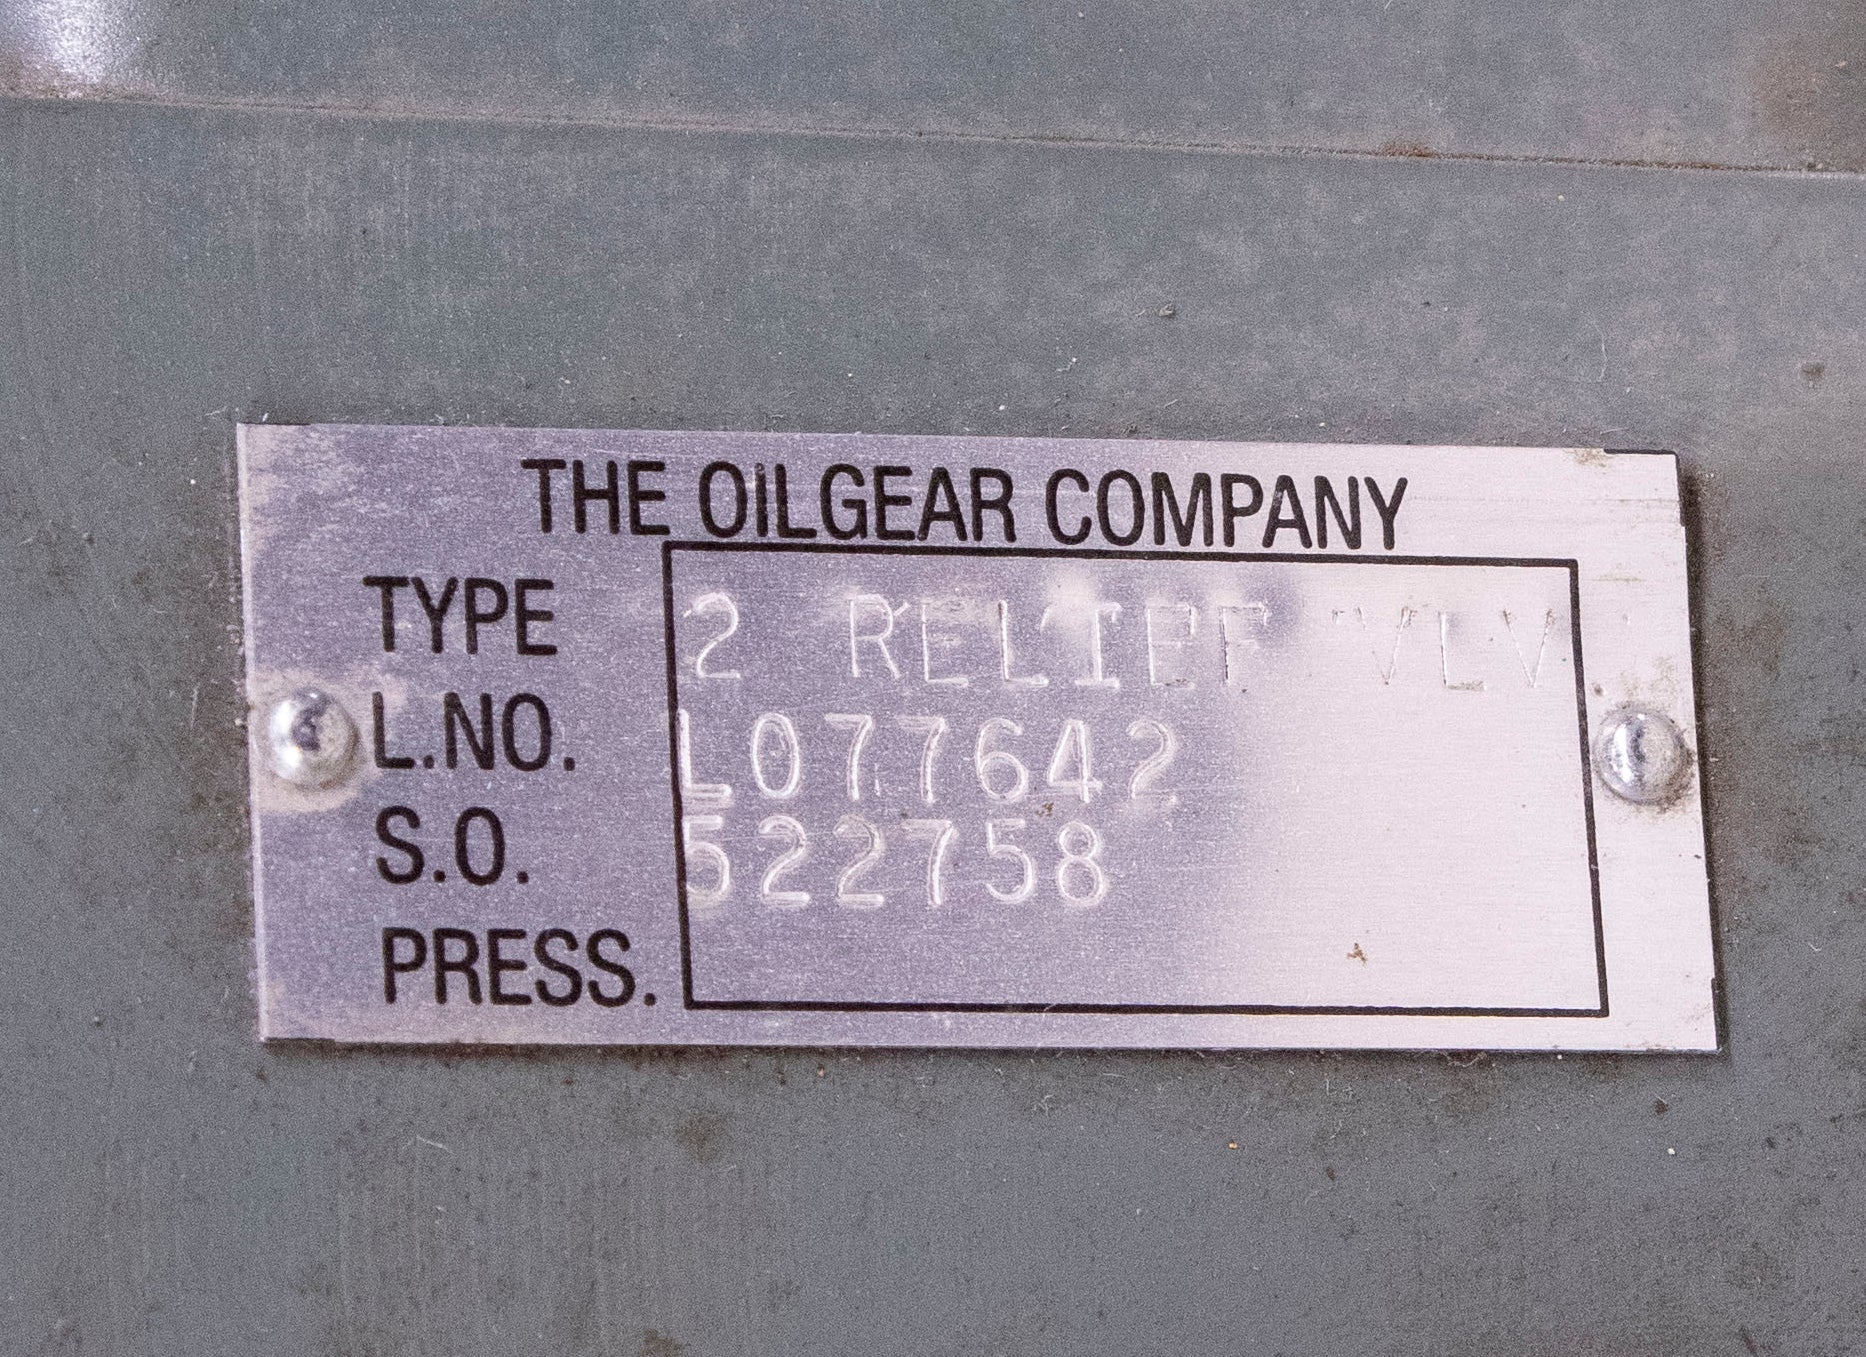 THE OILGEAR COMPANY
TYPE 2 RELIEF VLV
L.NO. L077642
S.O. 522758
PRESS.